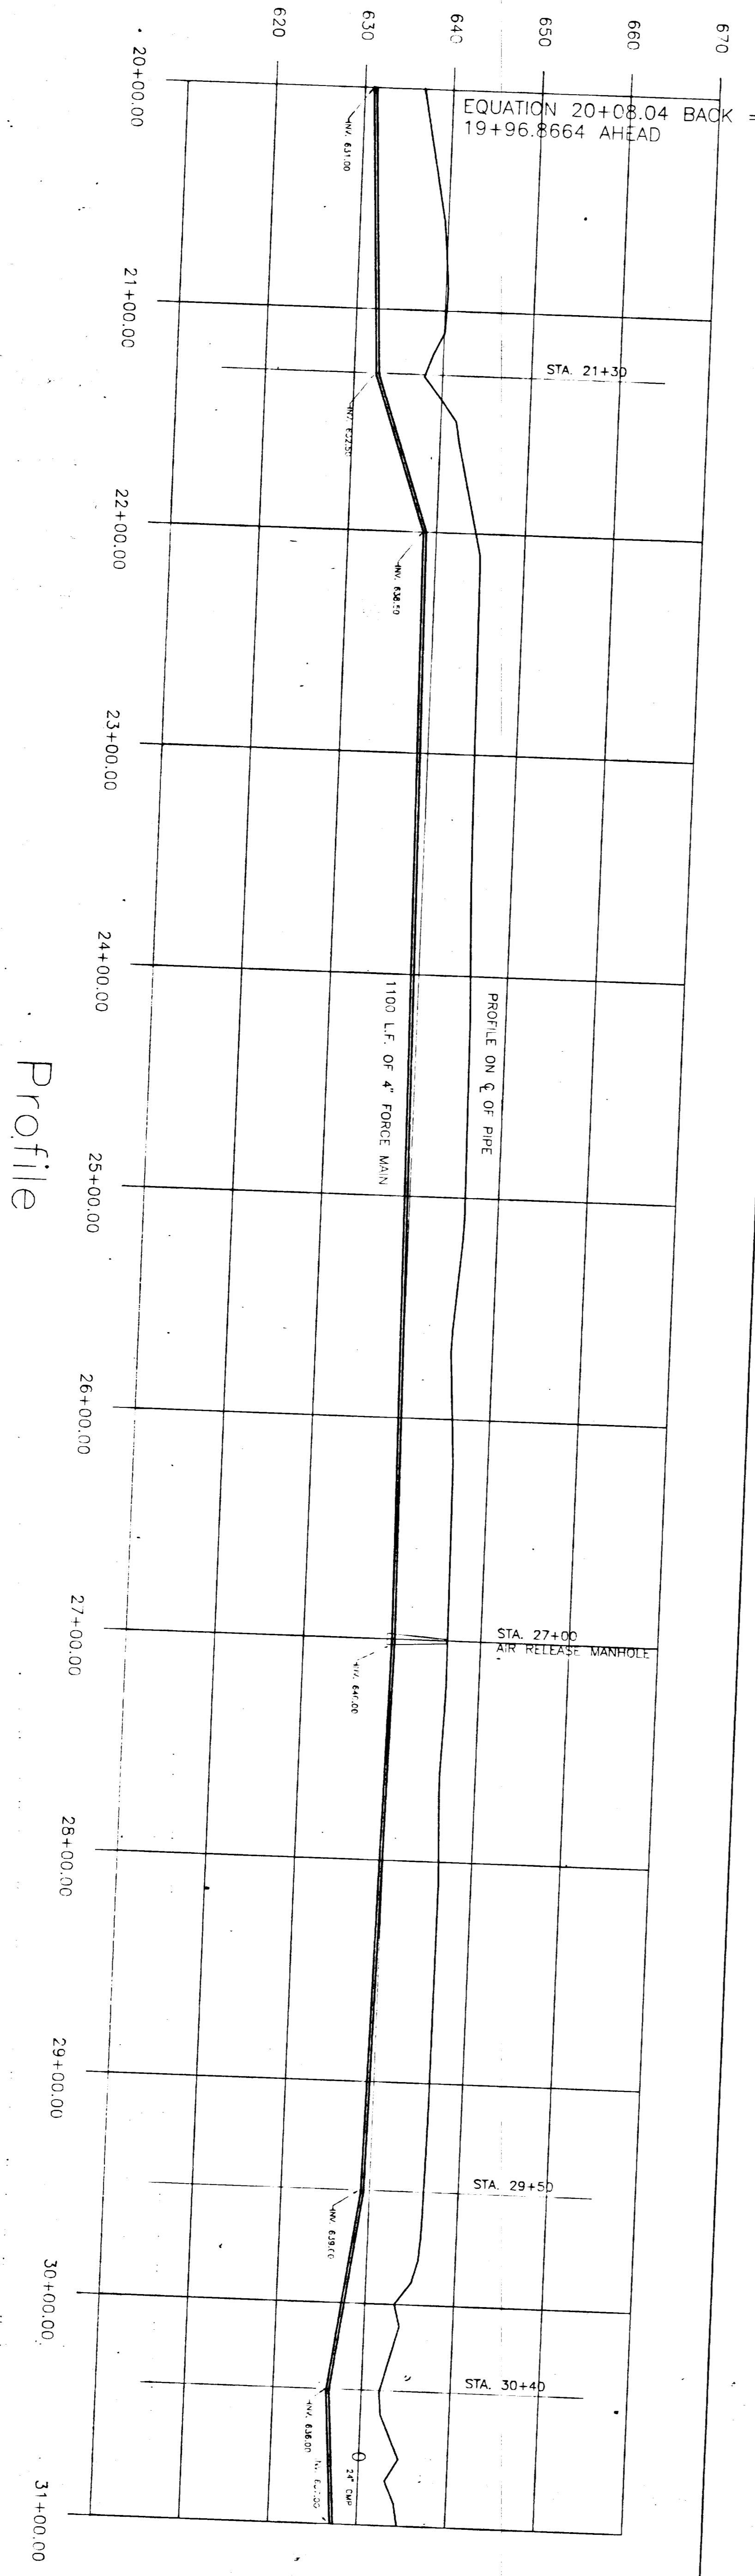 670
660
650
640
630
620
EQUATION 20+08.04 BACK =
19+96.8664 AHEAD
20+00.00
INV. 631.00
21+00.00
STA. 21+30
INV. 632.50
22+00.00
INV. 638.50
23+00.00
24+00.00
PROFILE ON ℄ OF PIPE
1100 L.F. OF 4" FORCE MAIN
Profile
25+00.00
26+00.00
STA. 27+00
AIR RELEASE MANHOLE
27+00.00
INV. 640.00
28+00.00
29+00.00
STA. 29+50
INV. 639.00
30+00.00
STA. 30+40
INV. 636.00
24" CMP
31+00.00